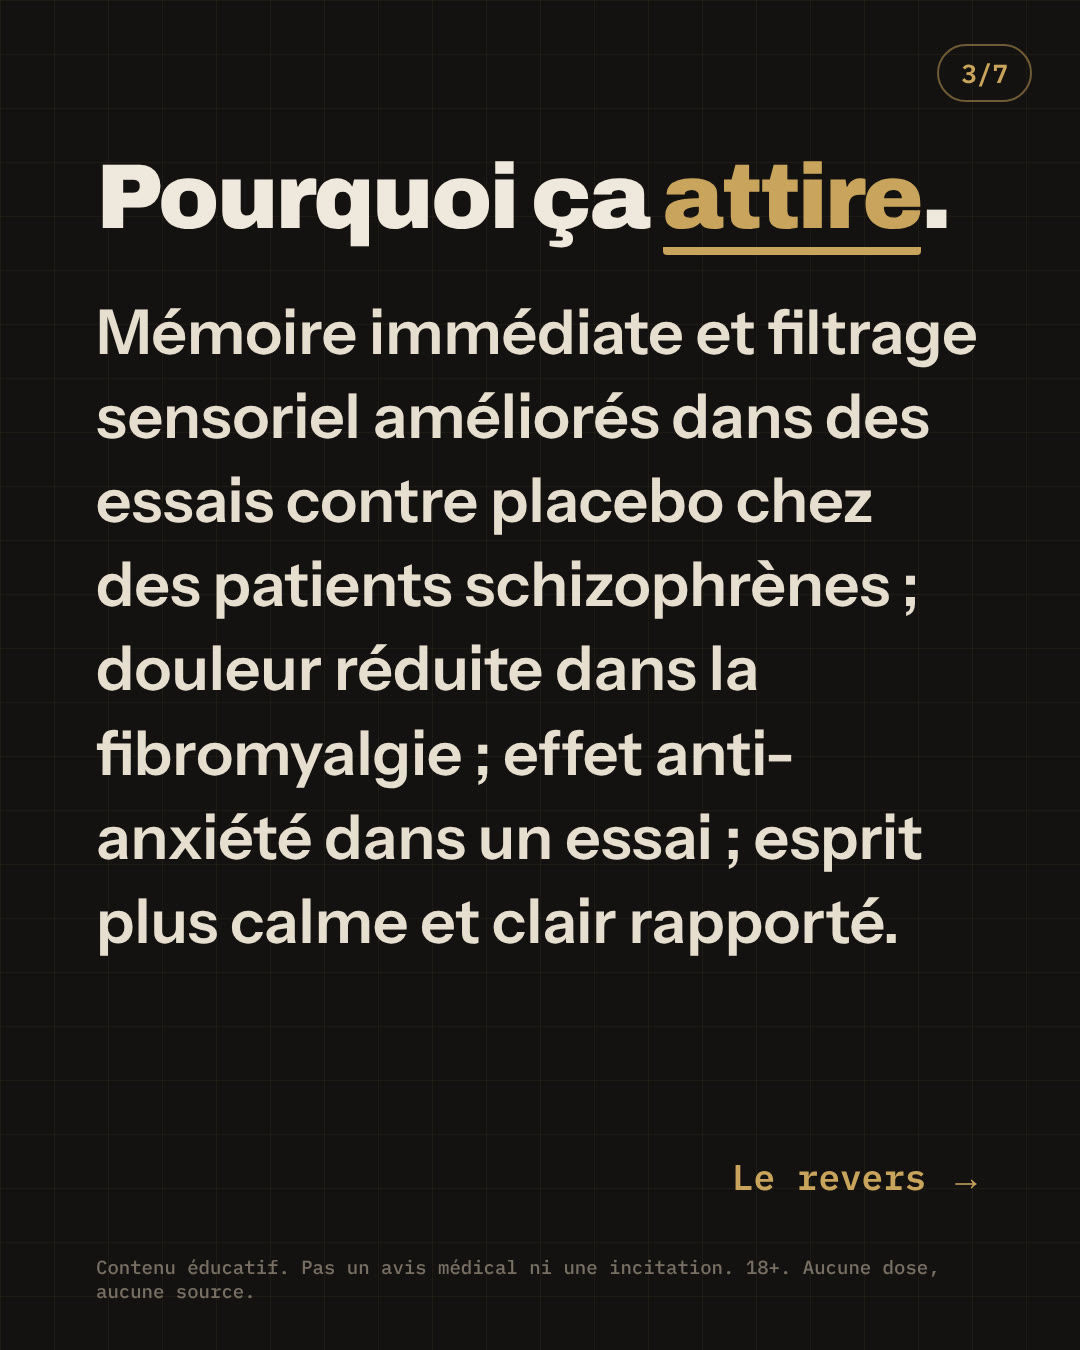 3/7
Pourquoi ça attire.
Mémoire immédiate et filtrage
sensoriel améliorés dans des
essais contre placebo chez
des patients schizophrènes ;
douleur réduite dans la
fibromyalgie ; effet anti-
anxiété dans un essai ; esprit
plus calme et clair rapporté.
Le revers →
Contenu éducatif. Pas un avis médical ni une incitation. 18+. Aucune dose,
aucune source.